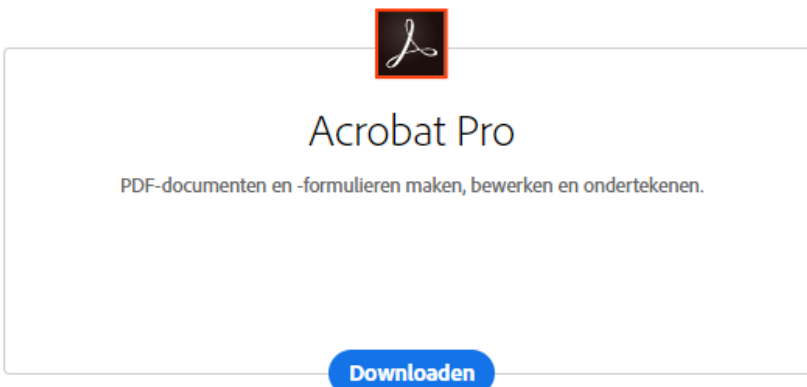 Acrobat Pro
PDF-documenten en -formulieren maken, bewerken en ondertekenen.
Downloaden